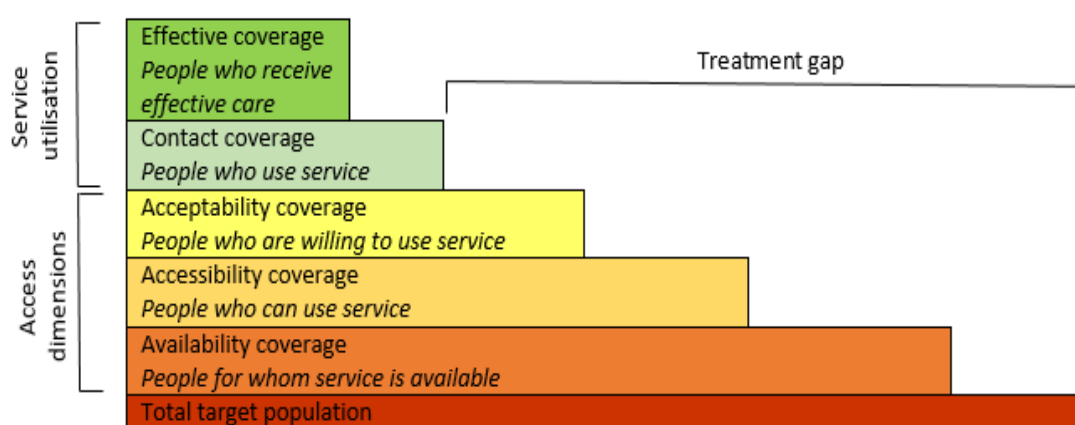 Service
utilisation
Effective coverage
People who receive
effective care
Treatment gap
Contact coverage
People who use service
Access
dimensions
Acceptability coverage
People who are willing to use service
Accessibility coverage
People who can use service
Availability coverage
People for whom service is available
Total target population